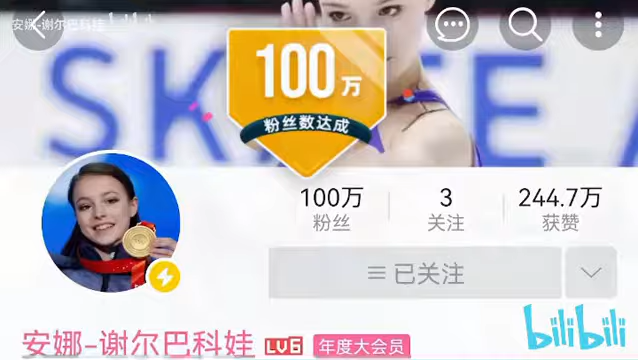 安娜-谢尔巴科娃
SKATE A
100万
粉丝数达成
100万
粉丝
3
关注
244.7万
获赞
已关注
安娜-谢尔巴科娃
LV6
年度大会员
bilibili